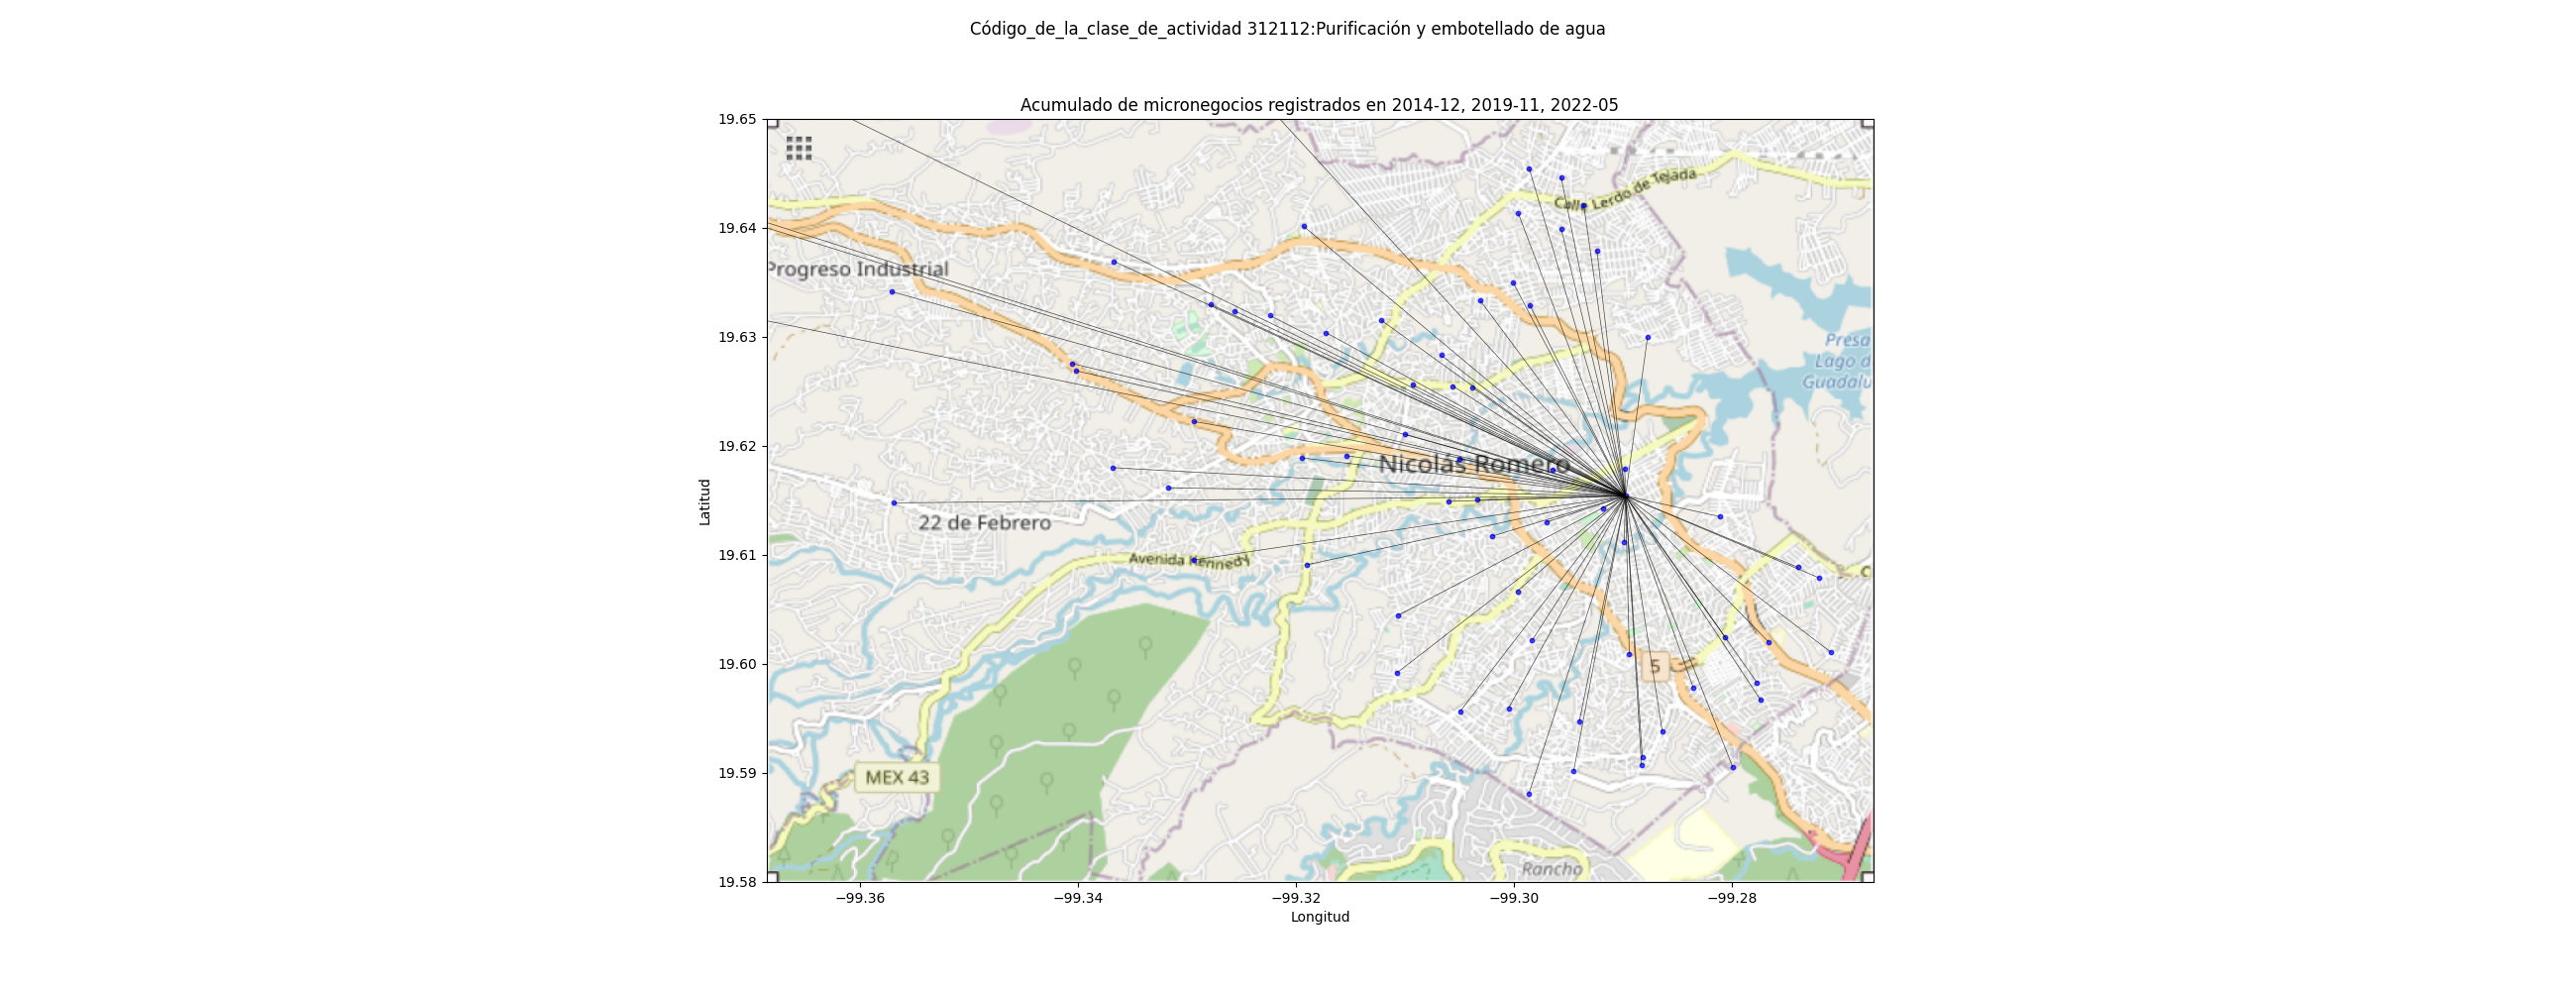 Código_de_la_clase_de_actividad 312112:Purificación y embotellado de agua
Acumulado de micronegocios registrados en 2014-12, 2019-11, 2022-05
19.65
19.64
19.63
19.62
19.61
19.60
19.59
19.58
Latitud
Calle Lerdo de Tejada
Progreso Industrial
Presa
Lago d
Guadalu
Nicolás Romero
22 de Febrero
Avenida Kennedy
C
5
MEX 43
Rancho
−99.36
−99.34
−99.32
−99.30
−99.28
Longitud